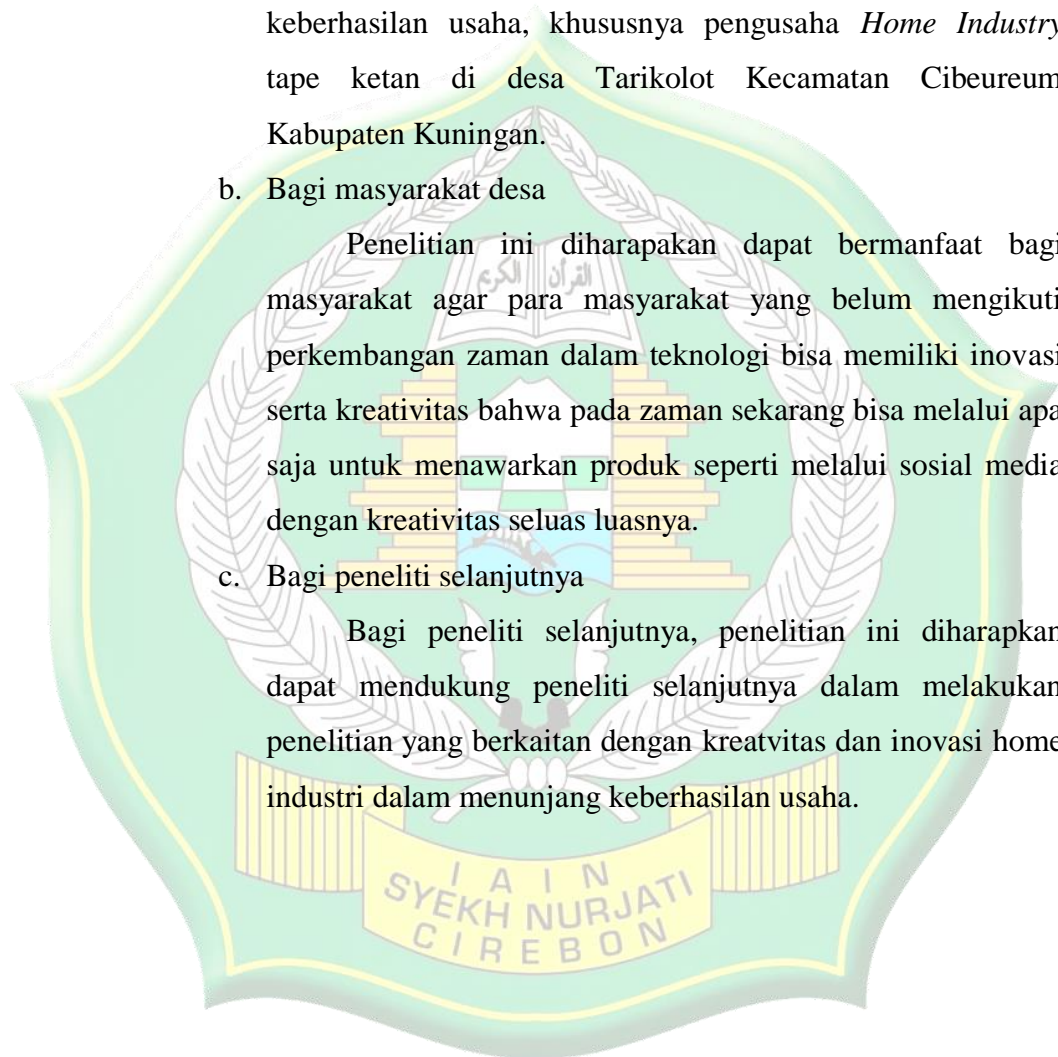 keberhasilan usaha, khususnya pengusaha Home Industry
tape ketan di desa Tarikolot Kecamatan Cibeureum
Kabupaten Kuningan.
b. Bagi masyarakat desa
Penelitian ini diharapakan dapat bermanfaat bagi
masyarakat agar para masyarakat yang belum mengikuti
perkembangan zaman dalam teknologi bisa memiliki inovasi
serta kreativitas bahwa pada zaman sekarang bisa melalui apa
saja untuk menawarkan produk seperti melalui sosial media
dengan kreativitas seluas luasnya.
c. Bagi peneliti selanjutnya
Bagi peneliti selanjutnya, penelitian ini diharapkan
dapat mendukung peneliti selanjutnya dalam melakukan
penelitian yang berkaitan dengan kreatvitas dan inovasi home
industri dalam menunjang keberhasilan usaha.
القرآن الكريم
IAIN
SYEKH NURJATI
CIREBON